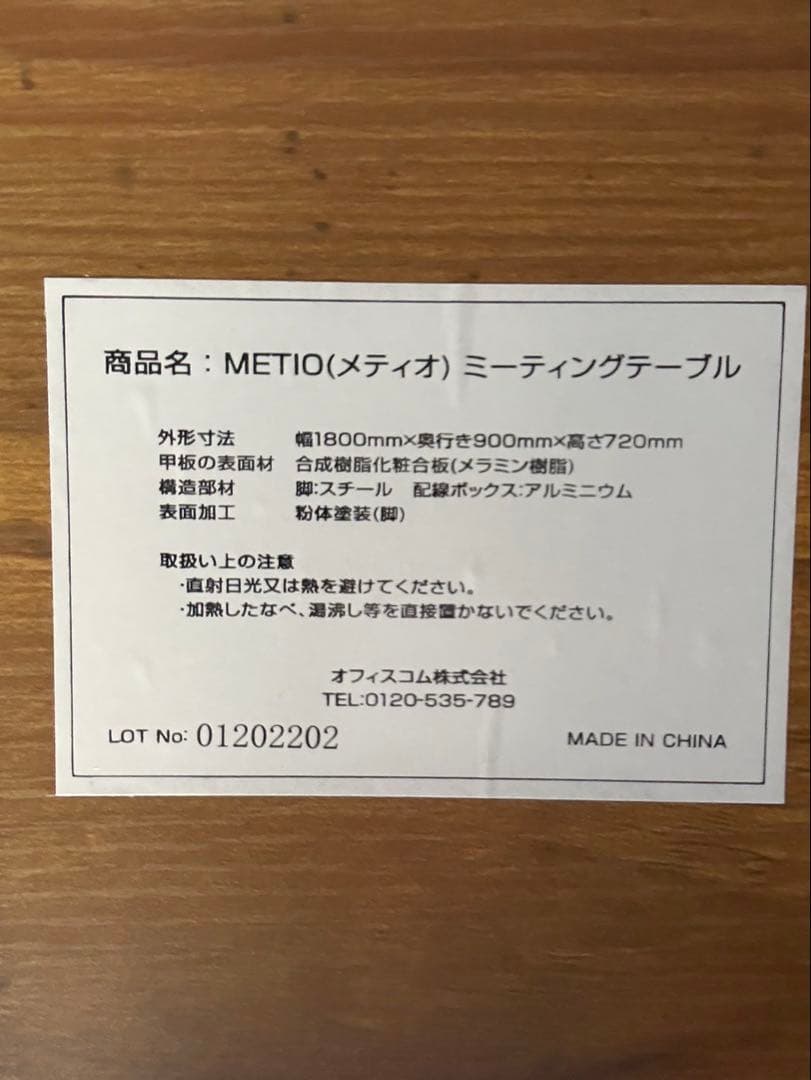 商品名：METIO(メティオ) ミーティングテーブル
外形寸法 幅1800mm×奥行き900mm×高さ720mm
甲板の表面材 合成樹脂化粧合板(メラミン樹脂)
構造部材 脚:スチール 配線ボックス:アルミニウム
表面加工 粉体塗装(脚)
取扱い上の注意
・直射日光又は熱を避けてください。
・加熱したなべ、湯沸し等を直接置かないでください。
オフィスコム株式会社
TEL:0120-535-789
LOT No: 01202202 MADE IN CHINA